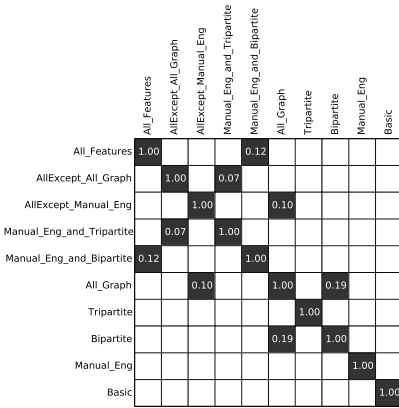 All_Features
AllExcept_All_Graph
AllExcept_Manual_Eng
Manual_Eng_and_Tripartite
Manual_Eng_and_Bipartite
All_Graph
Tripartite
Bipartite
Manual_Eng
Basic
All_Features 1.00 0.12
AllExcept_All_Graph 1.00 0.07
AllExcept_Manual_Eng 1.00 0.10
Manual_Eng_and_Tripartite 0.07 1.00
Manual_Eng_and_Bipartite 0.12 1.00
All_Graph 0.10 1.00 0.19
Tripartite 1.00
Bipartite 0.19 1.00
Manual_Eng 1.00
Basic 1.00